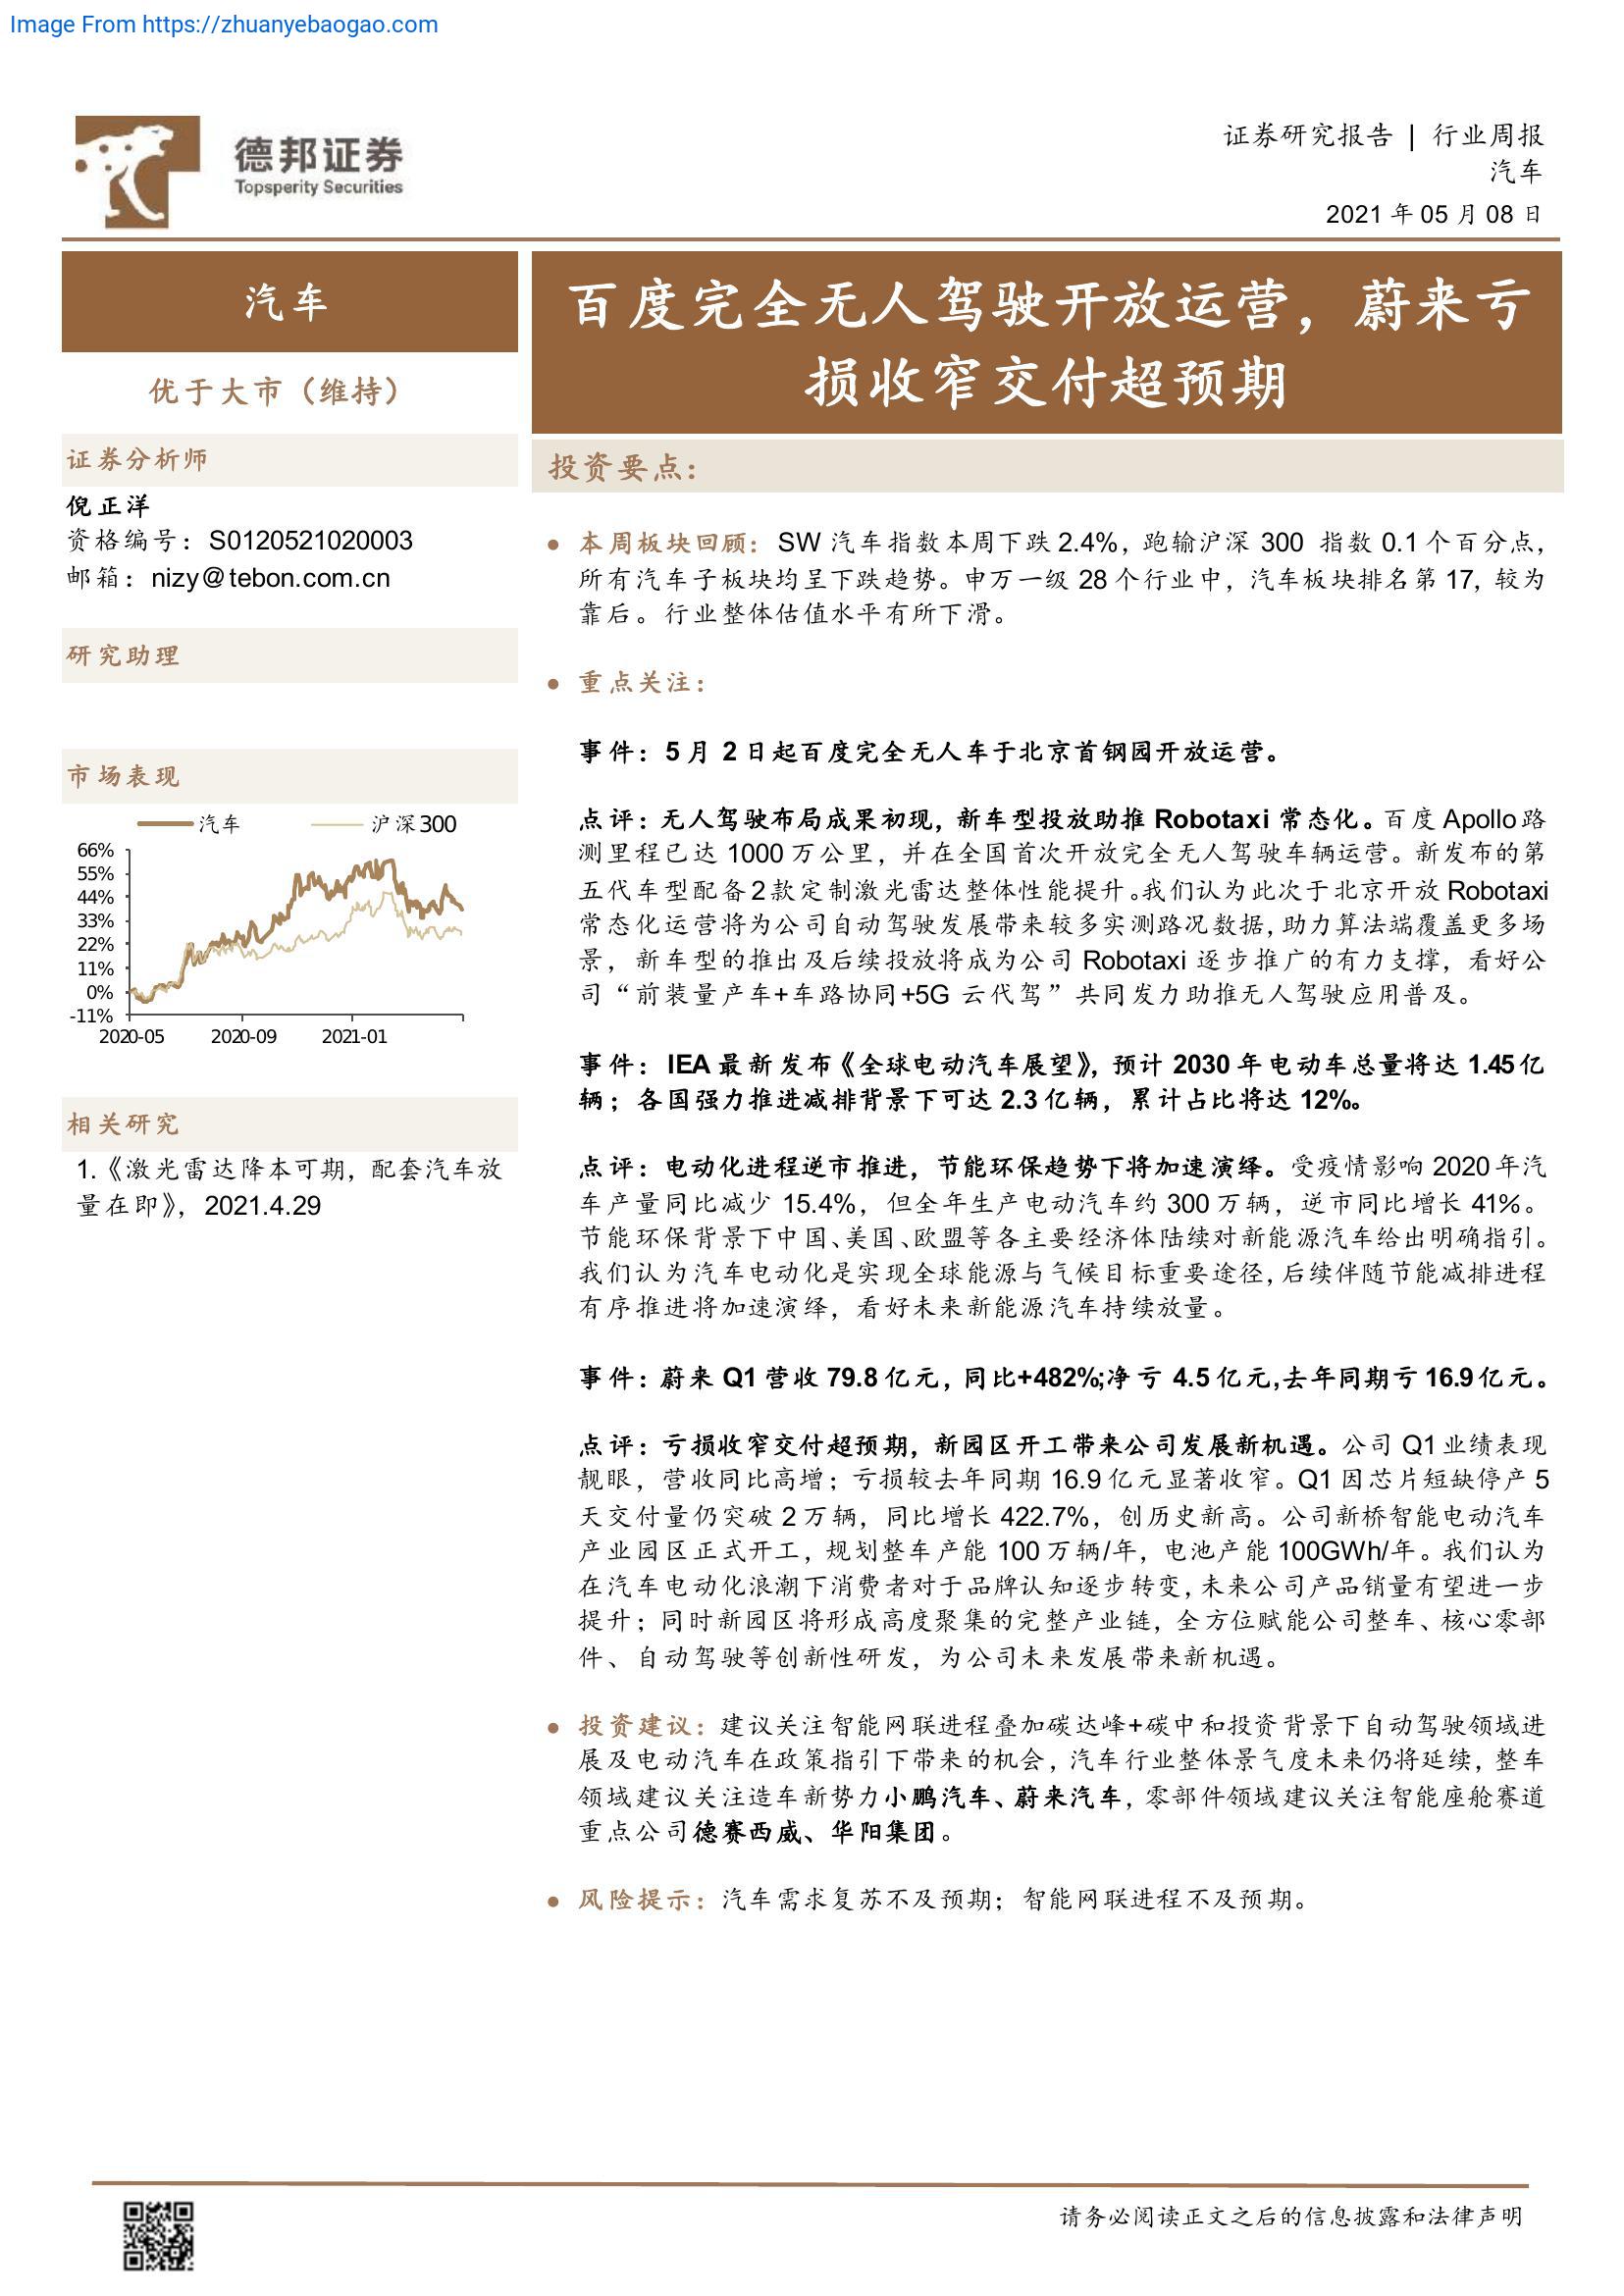 Image From https://zhuanyebaogao.com
德邦证券
Topsperity Securities
证券研究报告 | 行业周报
汽车
2021 年 05 月 08 日
汽车
优于大市（维持）
证券分析师
倪正洋
资格编号：S0120521020003
邮箱：nizy@tebon.com.cn
研究助理
市场表现
汽车 沪深300
66%
55%
44%
33%
22%
11%
0%
-11%
2020-05 2020-09 2021-01
相关研究
1.《激光雷达降本可期，配套汽车放
量在即》，2021.4.29
百度完全无人驾驶开放运营，蔚来亏
损收窄交付超预期
投资要点：
● 本周板块回顾：SW 汽车指数本周下跌 2.4%，跑输沪深 300 指数 0.1 个百分点，
所有汽车子板块均呈下跌趋势。申万一级 28 个行业中，汽车板块排名第 17，较为
靠后。行业整体估值水平有所下滑。
● 重点关注：
事件：5 月 2 日起百度完全无人车于北京首钢园开放运营。
点评：无人驾驶布局成果初现，新车型投放助推 Robotaxi 常态化。百度 Apollo 路
测里程已达 1000 万公里，并在全国首次开放完全无人驾驶车辆运营。新发布的第
五代车型配备 2 款定制激光雷达整体性能提升。我们认为此次于北京开放 Robotaxi
常态化运营将为公司自动驾驶发展带来较多实测路况数据，助力算法端覆盖更多场
景，新车型的推出及后续投放将成为公司 Robotaxi 逐步推广的有力支撑，看好公
司“前装量产车+车路协同+5G 云代驾”共同发力助推无人驾驶应用普及。
事件：IEA 最新发布《全球电动汽车展望》，预计 2030 年电动车总量将达 1.45 亿
辆；各国强力推进减排背景下可达 2.3 亿辆，累计占比将达 12%。
点评：电动化进程逆市推进，节能环保趋势下将加速演绎。受疫情影响 2020 年汽
车产量同比减少 15.4%，但全年生产电动汽车约 300 万辆，逆市同比增长 41%。
节能环保背景下中国、美国、欧盟等各主要经济体陆续对新能源汽车给出明确指引。
我们认为汽车电动化是实现全球能源与气候目标重要途径，后续伴随节能减排进程
有序推进将加速演绎，看好未来新能源汽车持续放量。
事件：蔚来 Q1 营收 79.8 亿元，同比+482%;净亏 4.5 亿元,去年同期亏 16.9 亿元。
点评：亏损收窄交付超预期，新园区开工带来公司发展新机遇。公司 Q1 业绩表现
靓眼，营收同比高增；亏损较去年同期 16.9 亿元显著收窄。Q1 因芯片短缺停产 5
天交付量仍突破 2 万辆，同比增长 422.7%，创历史新高。公司新桥智能电动汽车
产业园区正式开工，规划整车产能 100 万辆/年，电池产能 100GWh/年。我们认为
在汽车电动化浪潮下消费者对于品牌认知逐步转变，未来公司产品销量有望进一步
提升；同时新园区将形成高度聚集的完整产业链，全方位赋能公司整车、核心零部
件、自动驾驶等创新性研发，为公司未来发展带来新机遇。
● 投资建议：建议关注智能网联进程叠加碳达峰+碳中和投资背景下自动驾驶领域进
展及电动汽车在政策指引下带来的机会，汽车行业整体景气度未来仍将延续，整车
领域建议关注造车新势力小鹏汽车、蔚来汽车，零部件领域建议关注智能座舱赛道
重点公司德赛西威、华阳集团。
● 风险提示：汽车需求复苏不及预期；智能网联进程不及预期。
请务必阅读正文之后的信息披露和法律声明